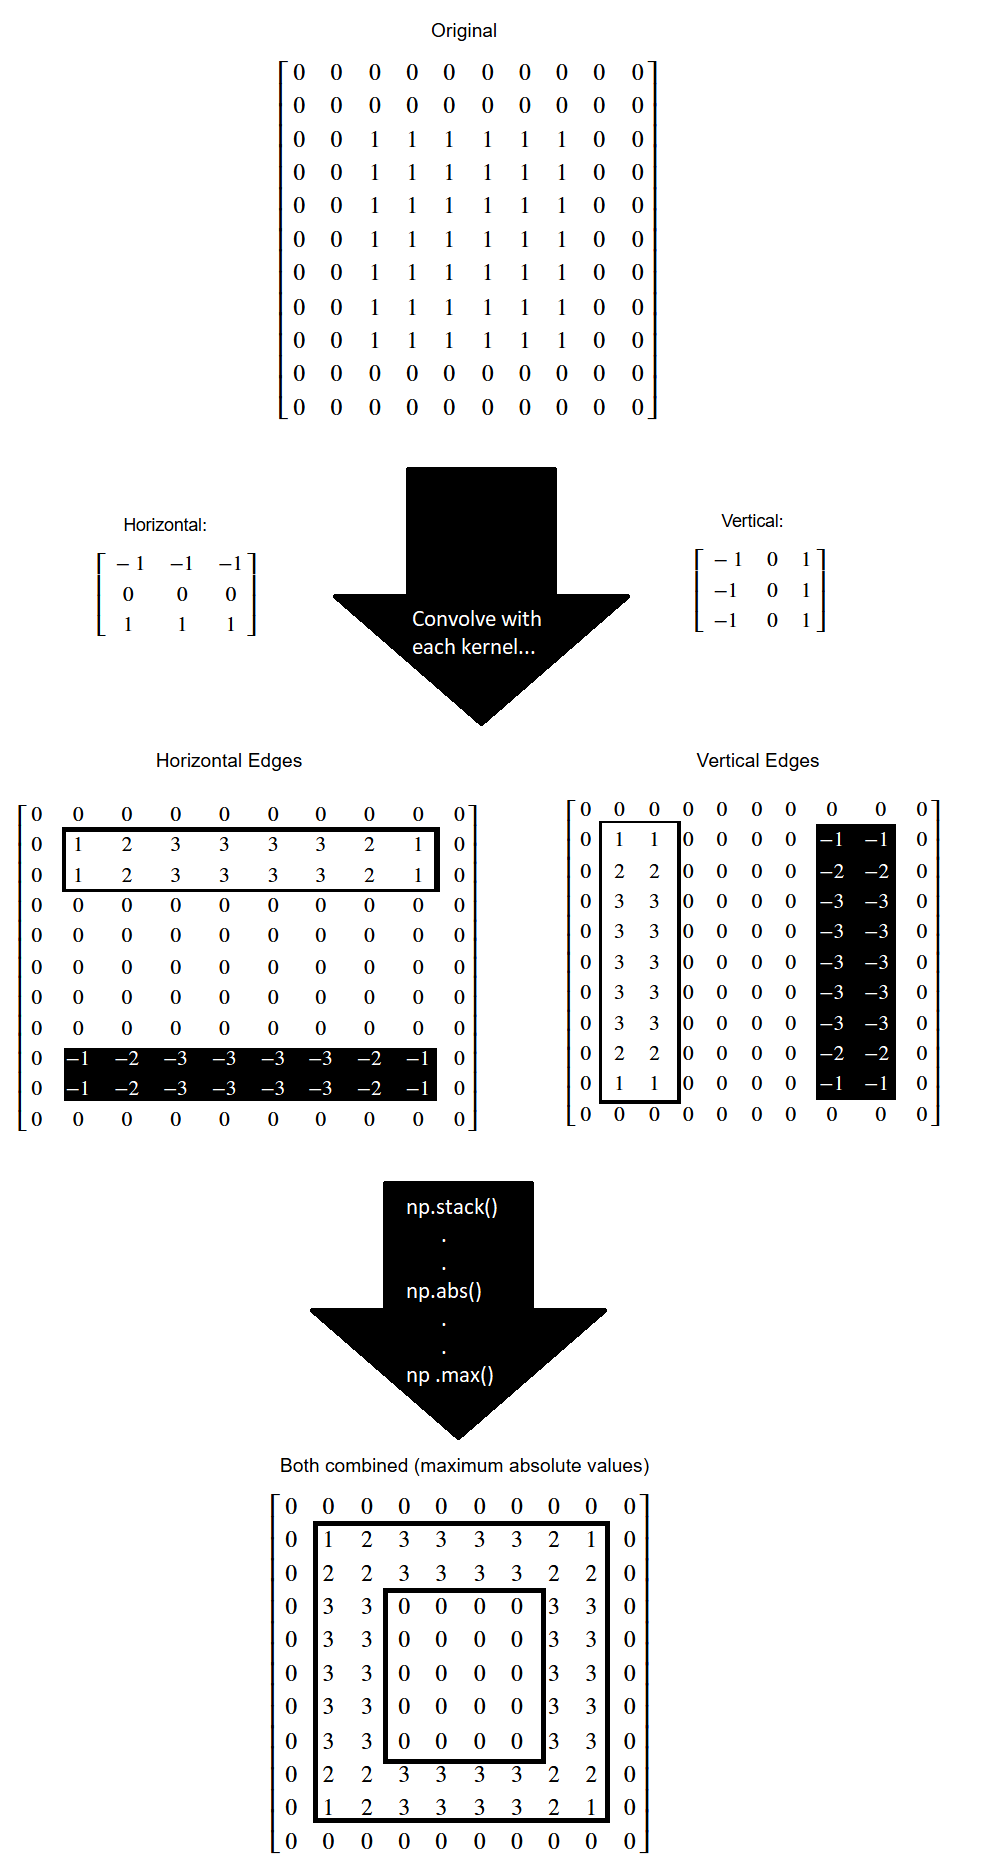 Original
0 0 0 0 0 0 0 0 0 0
0 0 0 0 0 0 0 0 0 0
0 0 1 1 1 1 1 1 0 0
0 0 1 1 1 1 1 1 0 0
0 0 1 1 1 1 1 1 0 0
0 0 1 1 1 1 1 1 0 0
0 0 1 1 1 1 1 1 0 0
0 0 1 1 1 1 1 1 0 0
0 0 1 1 1 1 1 1 0 0
0 0 0 0 0 0 0 0 0 0
0 0 0 0 0 0 0 0 0 0
Horizontal:
−1 −1 −1
0 0 0
1 1 1
Convolve with
each kernel...
Vertical:
−1 0 1
−1 0 1
−1 0 1
Horizontal Edges
0 0 0 0 0 0 0 0 0 0
0 1 2 3 3 3 3 2 1 0
0 1 2 3 3 3 3 2 1 0
0 0 0 0 0 0 0 0 0 0
0 0 0 0 0 0 0 0 0 0
0 0 0 0 0 0 0 0 0 0
0 0 0 0 0 0 0 0 0 0
0 0 0 0 0 0 0 0 0 0
0 −1 −2 −3 −3 −3 −3 −2 −1 0
0 −1 −2 −3 −3 −3 −3 −2 −1 0
0 0 0 0 0 0 0 0 0 0
Vertical Edges
0 0 0 0 0 0 0 0 0 0
0 1 1 0 0 0 0 −1 −1 0
0 2 2 0 0 0 0 −2 −2 0
0 3 3 0 0 0 0 −3 −3 0
0 3 3 0 0 0 0 −3 −3 0
0 3 3 0 0 0 0 −3 −3 0
0 3 3 0 0 0 0 −3 −3 0
0 3 3 0 0 0 0 −3 −3 0
0 2 2 0 0 0 0 −2 −2 0
0 1 1 0 0 0 0 −1 −1 0
0 0 0 0 0 0 0 0 0 0
np.stack()
.
.
np.abs()
.
.
np .max()
Both combined (maximum absolute values)
0 0 0 0 0 0 0 0 0 0
0 1 2 3 3 3 3 2 1 0
0 2 2 3 3 3 3 2 2 0
0 3 3 0 0 0 0 3 3 0
0 3 3 0 0 0 0 3 3 0
0 3 3 0 0 0 0 3 3 0
0 3 3 0 0 0 0 3 3 0
0 3 3 0 0 0 0 3 3 0
0 2 2 3 3 3 3 2 2 0
0 1 2 3 3 3 3 2 1 0
0 0 0 0 0 0 0 0 0 0